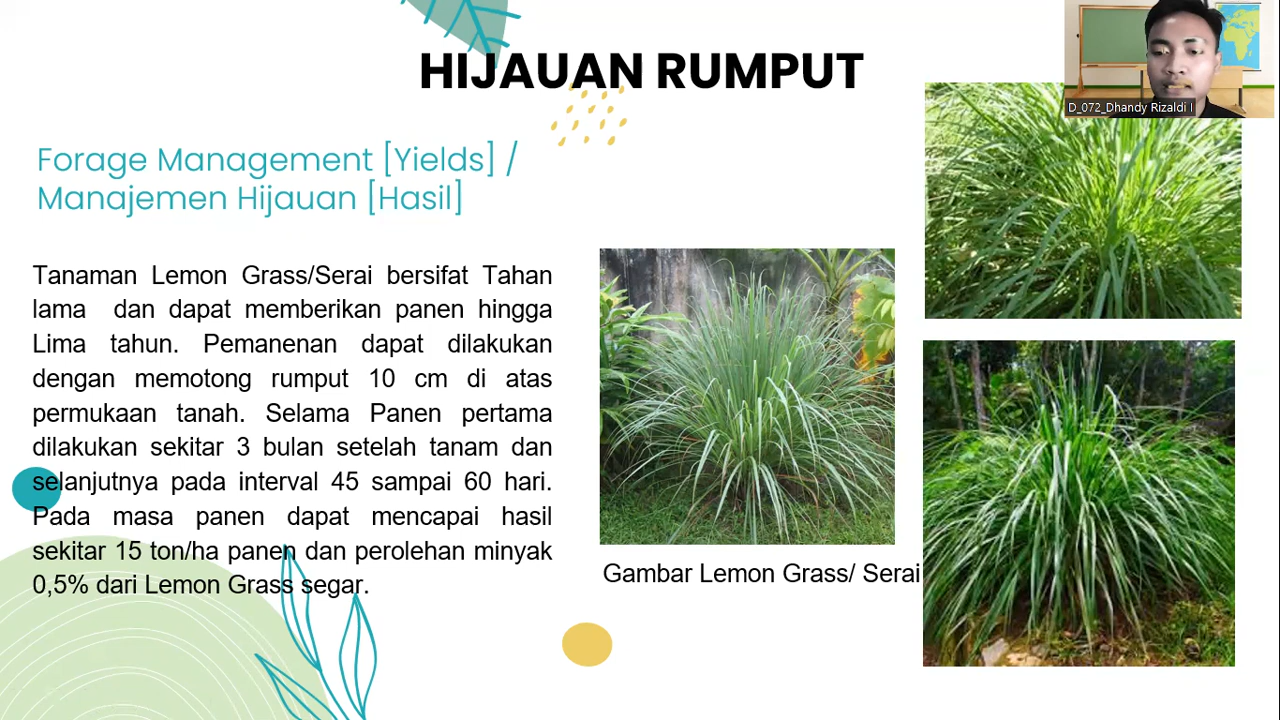 HIJAUAN RUMPUT
D_072_Dhandy Rizaldi I
Forage Management [Yields] /
Manajemen Hijauan [Hasil]
Tanaman Lemon Grass/Serai bersifat Tahan
lama dan dapat memberikan panen hingga
Lima tahun. Pemanenan dapat dilakukan
dengan memotong rumput 10 cm di atas
permukaan tanah. Selama Panen pertama
dilakukan sekitar 3 bulan setelah tanam dan
selanjutnya pada interval 45 sampai 60 hari.
Pada masa panen dapat mencapai hasil
sekitar 15 ton/ha panen dan perolehan minyak
0,5% dari Lemon Grass segar.
Gambar Lemon Grass/ Serai